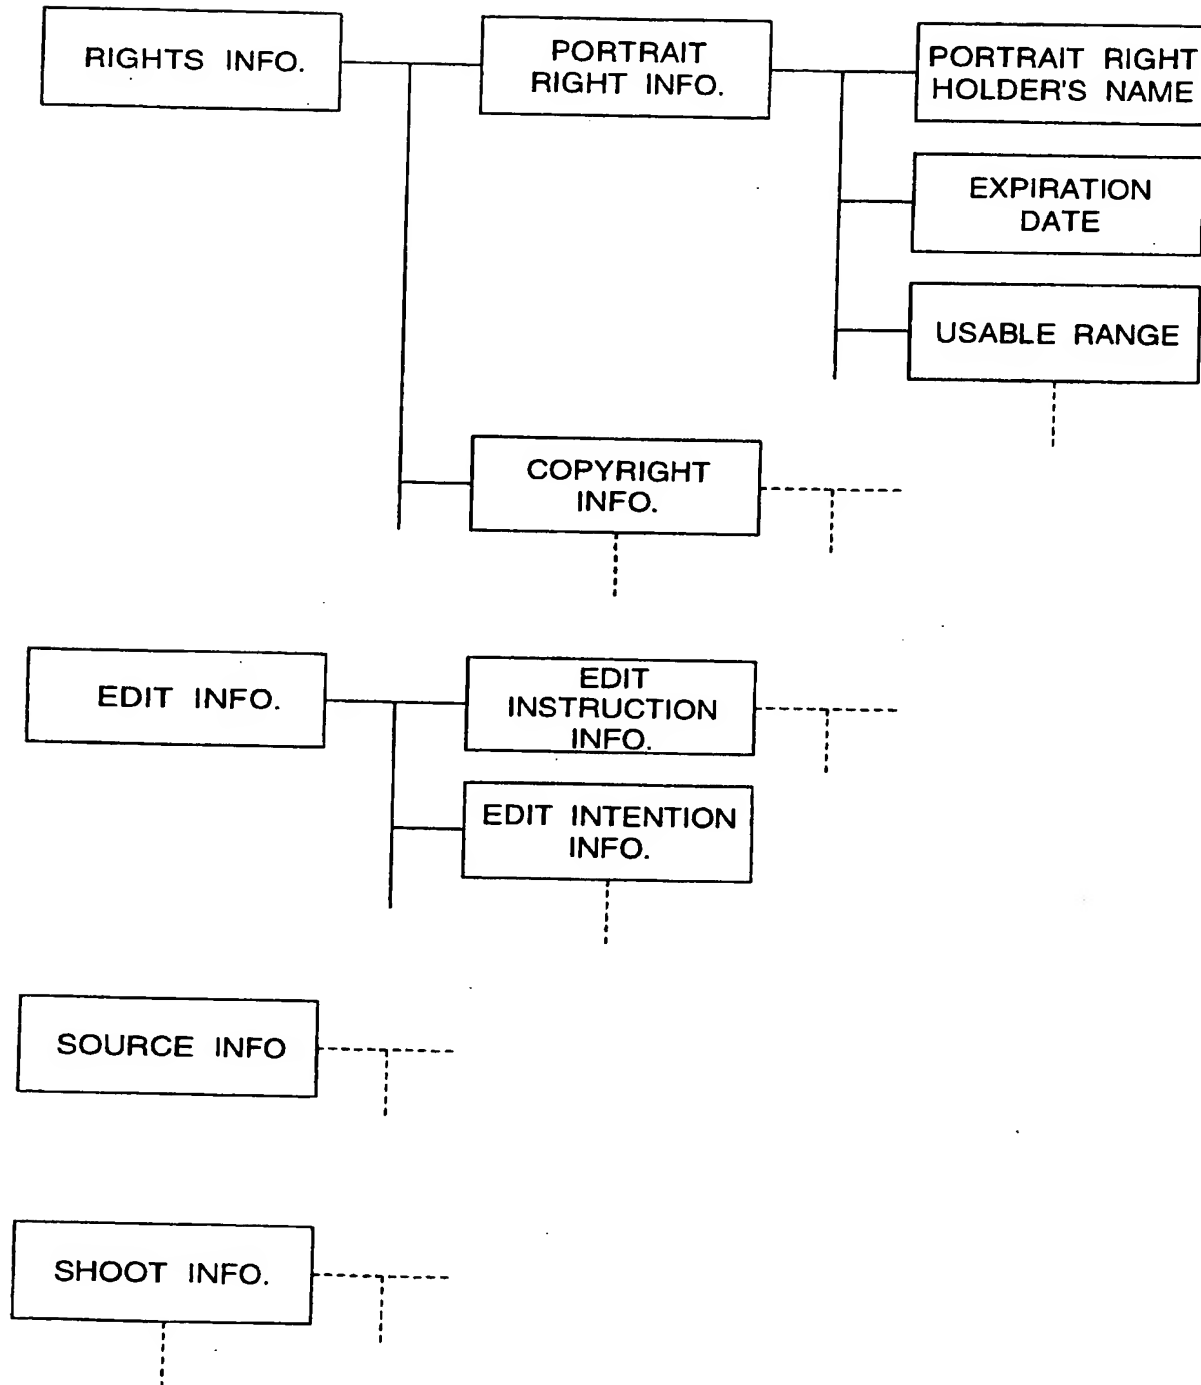 RIGHTS INFO.
PORTRAIT
RIGHT INFO.
PORTRAIT RIGHT
HOLDER'S NAME
EXPIRATION
DATE
USABLE RANGE
COPYRIGHT
INFO.
EDIT INFO.
EDIT
INSTRUCTION
INFO.
EDIT INTENTION
INFO.
SOURCE INFO
SHOOT INFO.